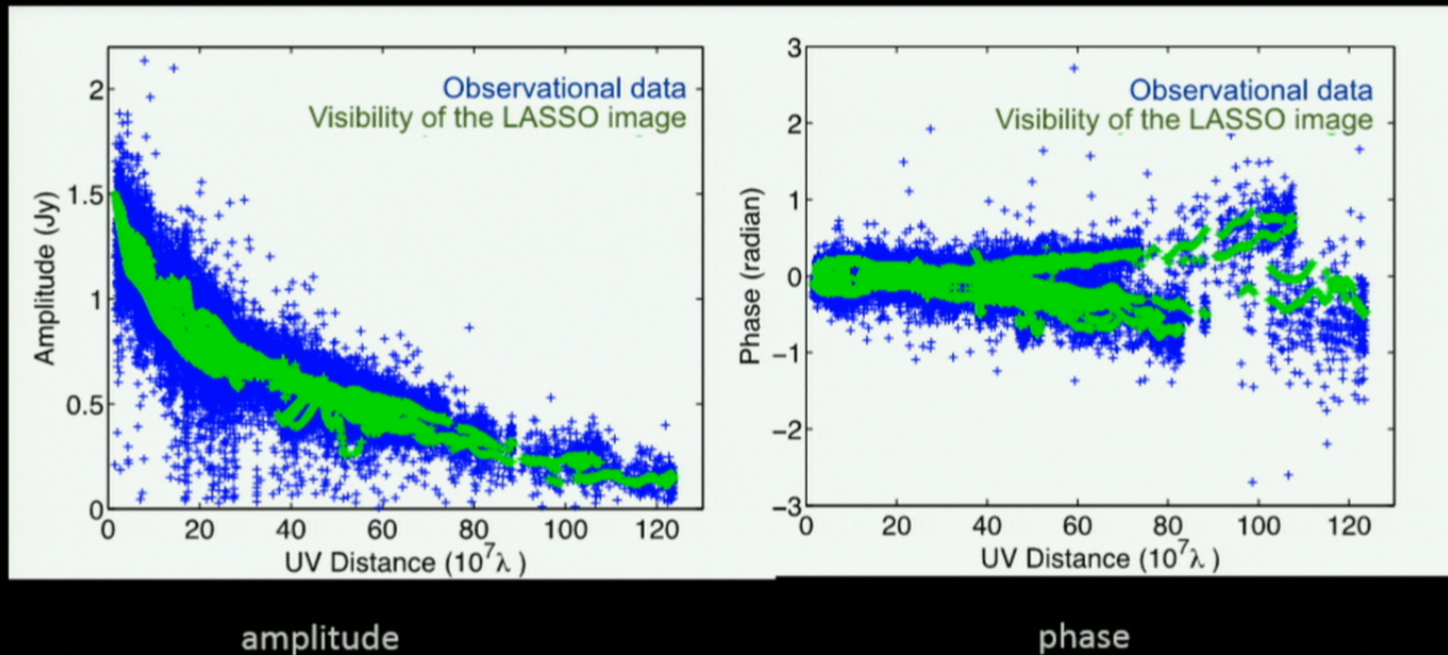 Observational data
Visibility of the LASSO image
Amplitude (Jy)
2
1.5
1
0.5
0
0 20 40 60 80 100 120
UV Distance (10⁷λ )
Observational data
Visibility of the LASSO image
Phase (radian)
3
2
1
0
−1
−2
−3
0 20 40 60 80 100 120
UV Distance (10⁷λ )
amplitude
phase